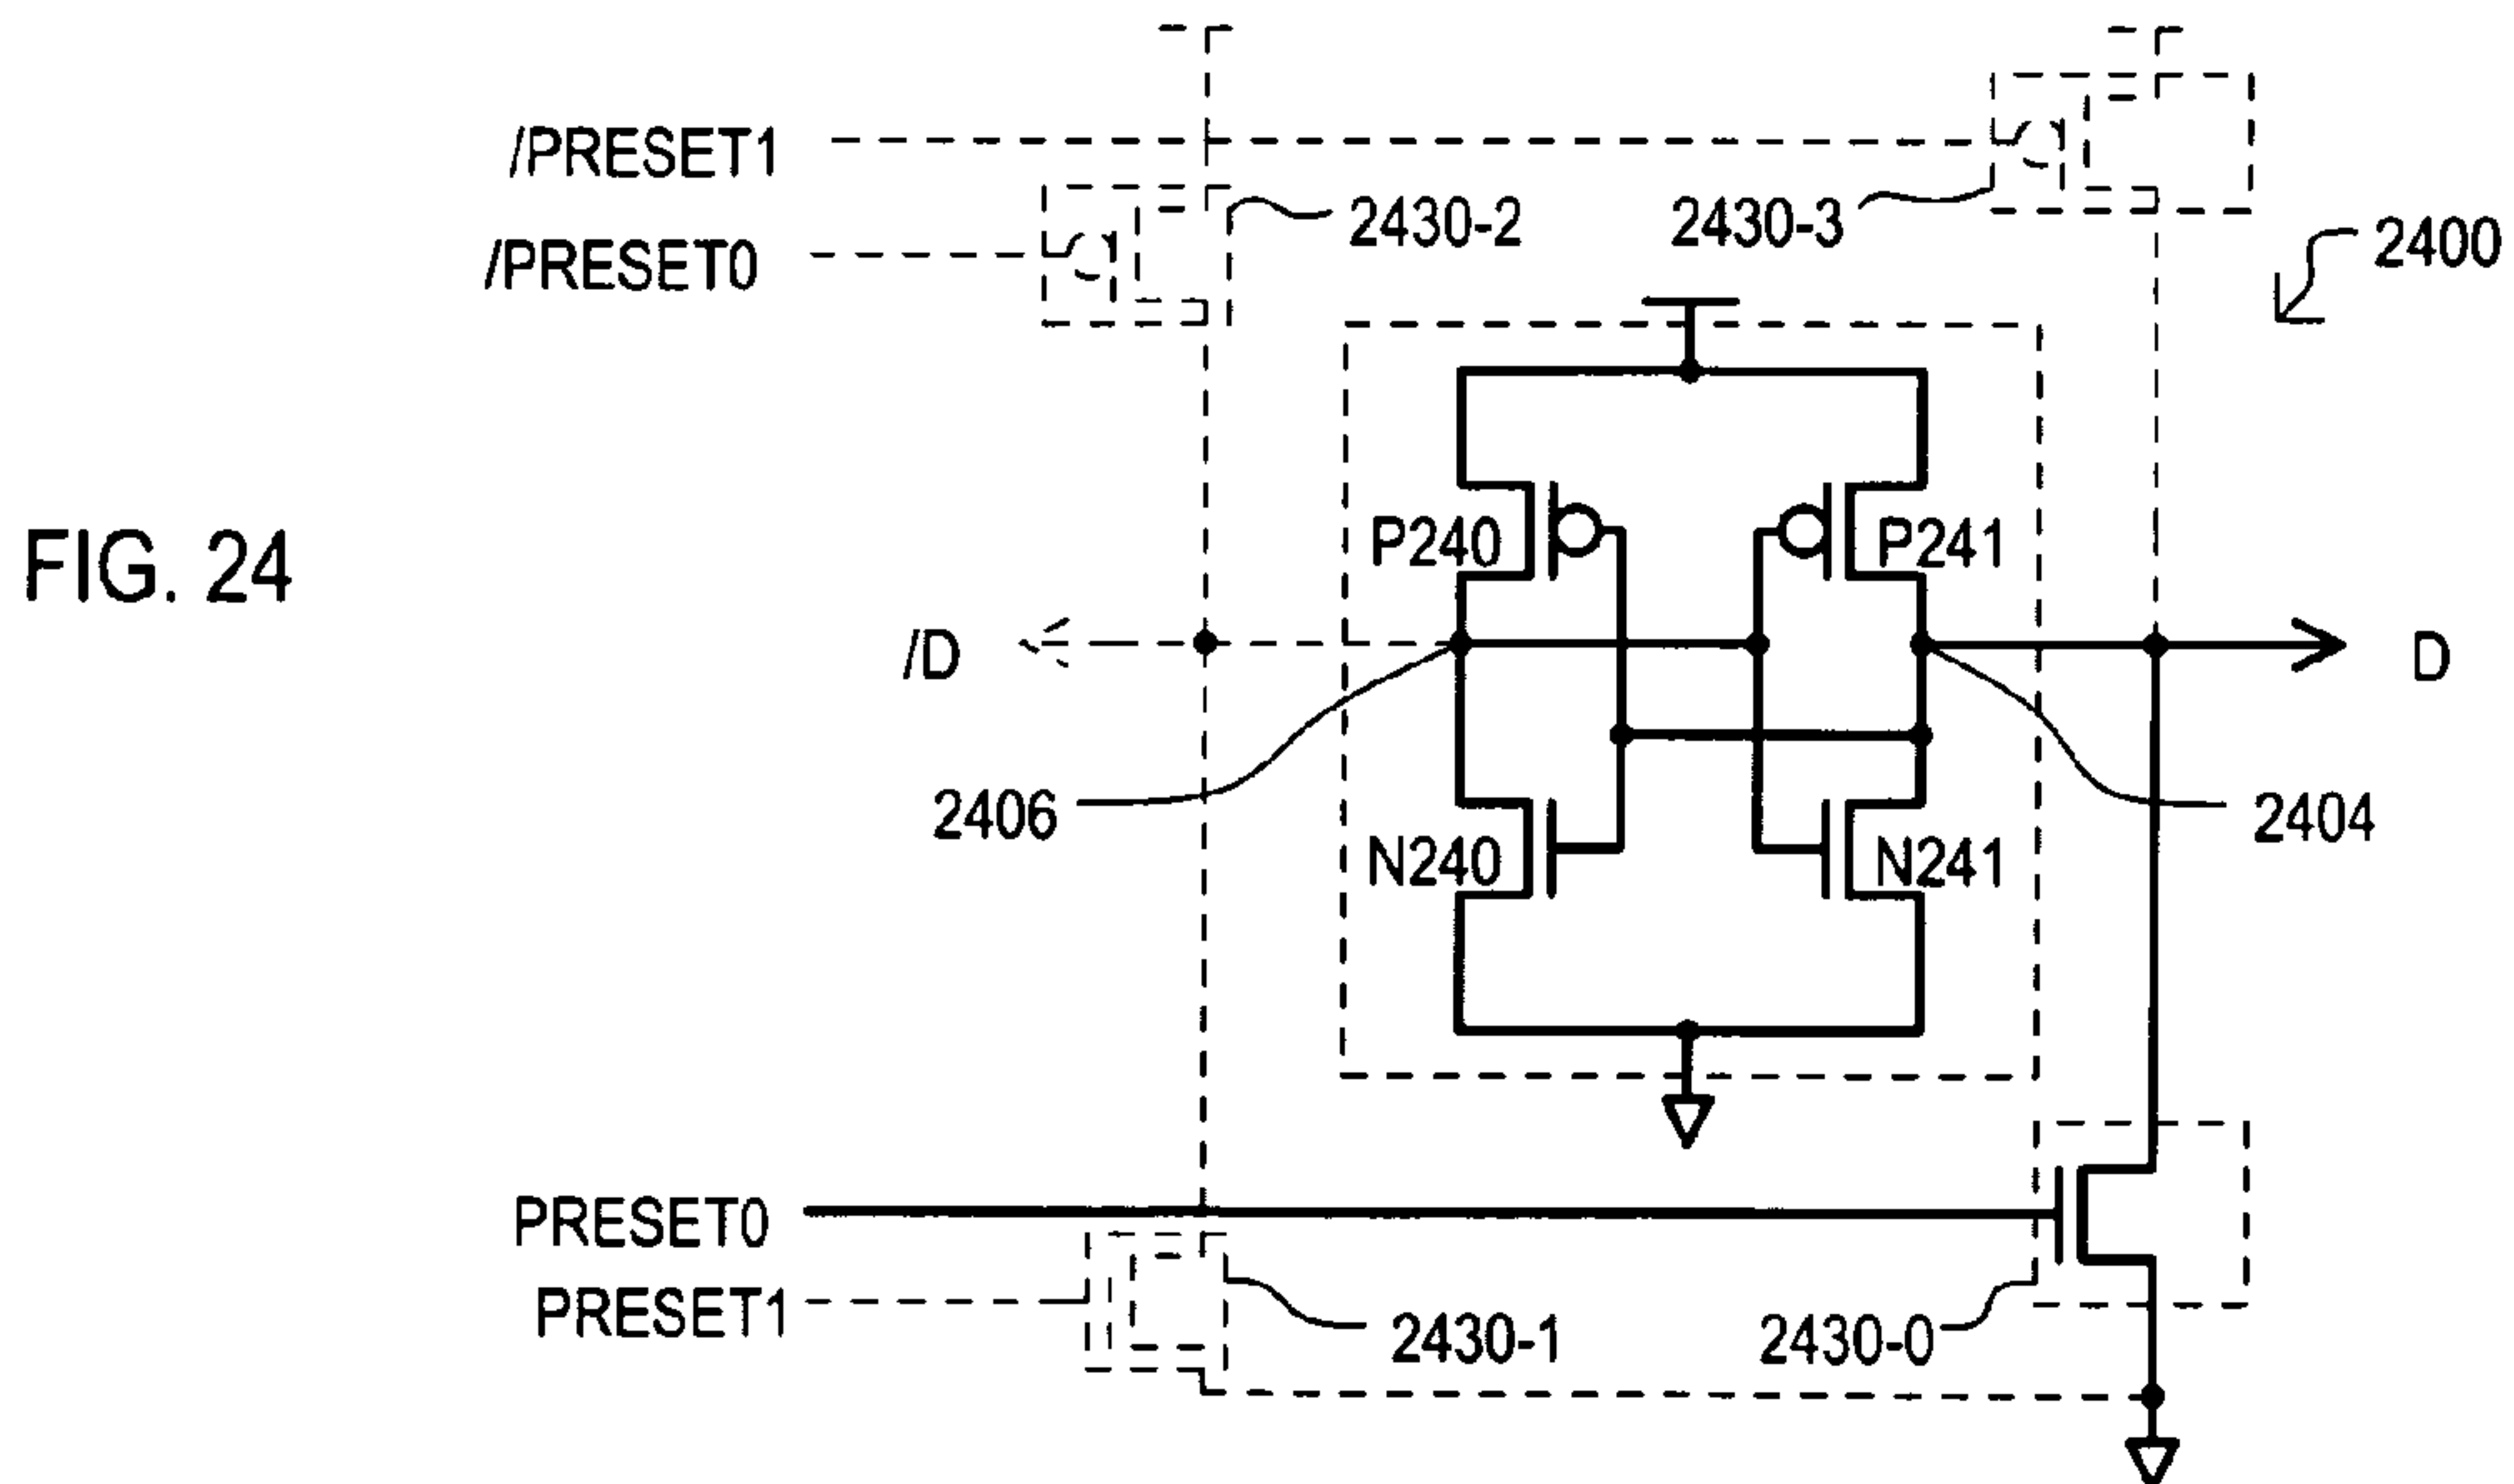 /PRESET1
2430-2
2430-3
/PRESET0
2400
P240
P241
FIG. 24
/D
D
2406
2404
N240
N241
PRESET0
PRESET1
2430-1
2430-0